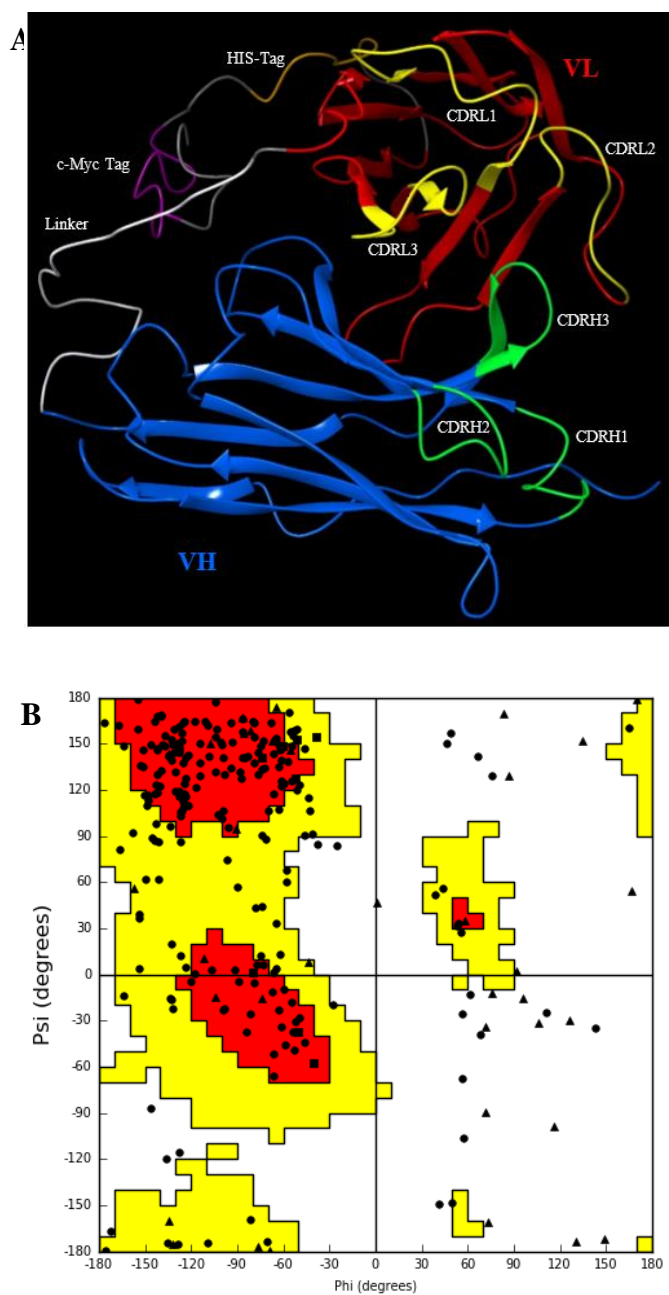 A
HIS-Tag
VL
CDRL1
CDRL2
c-Myc Tag
Linker
CDRL3
CDRH3
CDRH2
CDRH1
VH
B
180
150
120
90
60
30
0
-30
-60
-90
-120
-150
-180
Psi (degrees)
-180 -150 -120 -90 -60 -30 0 30 60 90 120 150 180
Phi (degrees)